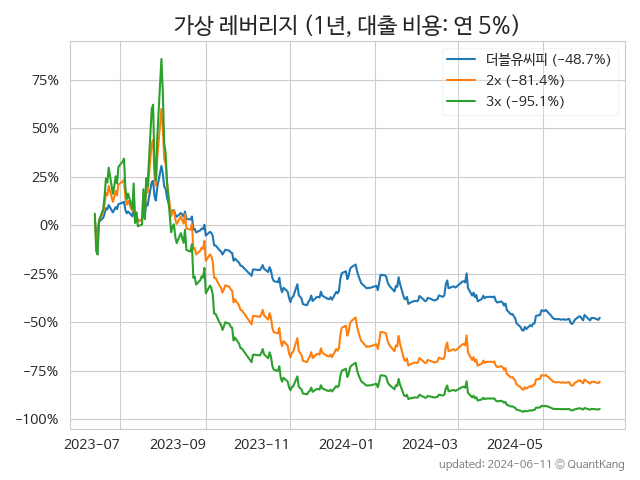 가상 레버리지 (1년, 대출 비용: 연 5%)
더블유씨피 (−48.7%)
2x (−81.4%)
3x (−95.1%)
75%
50%
25%
0%
−25%
−50%
−75%
−100%
2023-07 2023-09 2023-11 2024-01 2024-03 2024-05
updated: 2024-06-11 © QuantKang